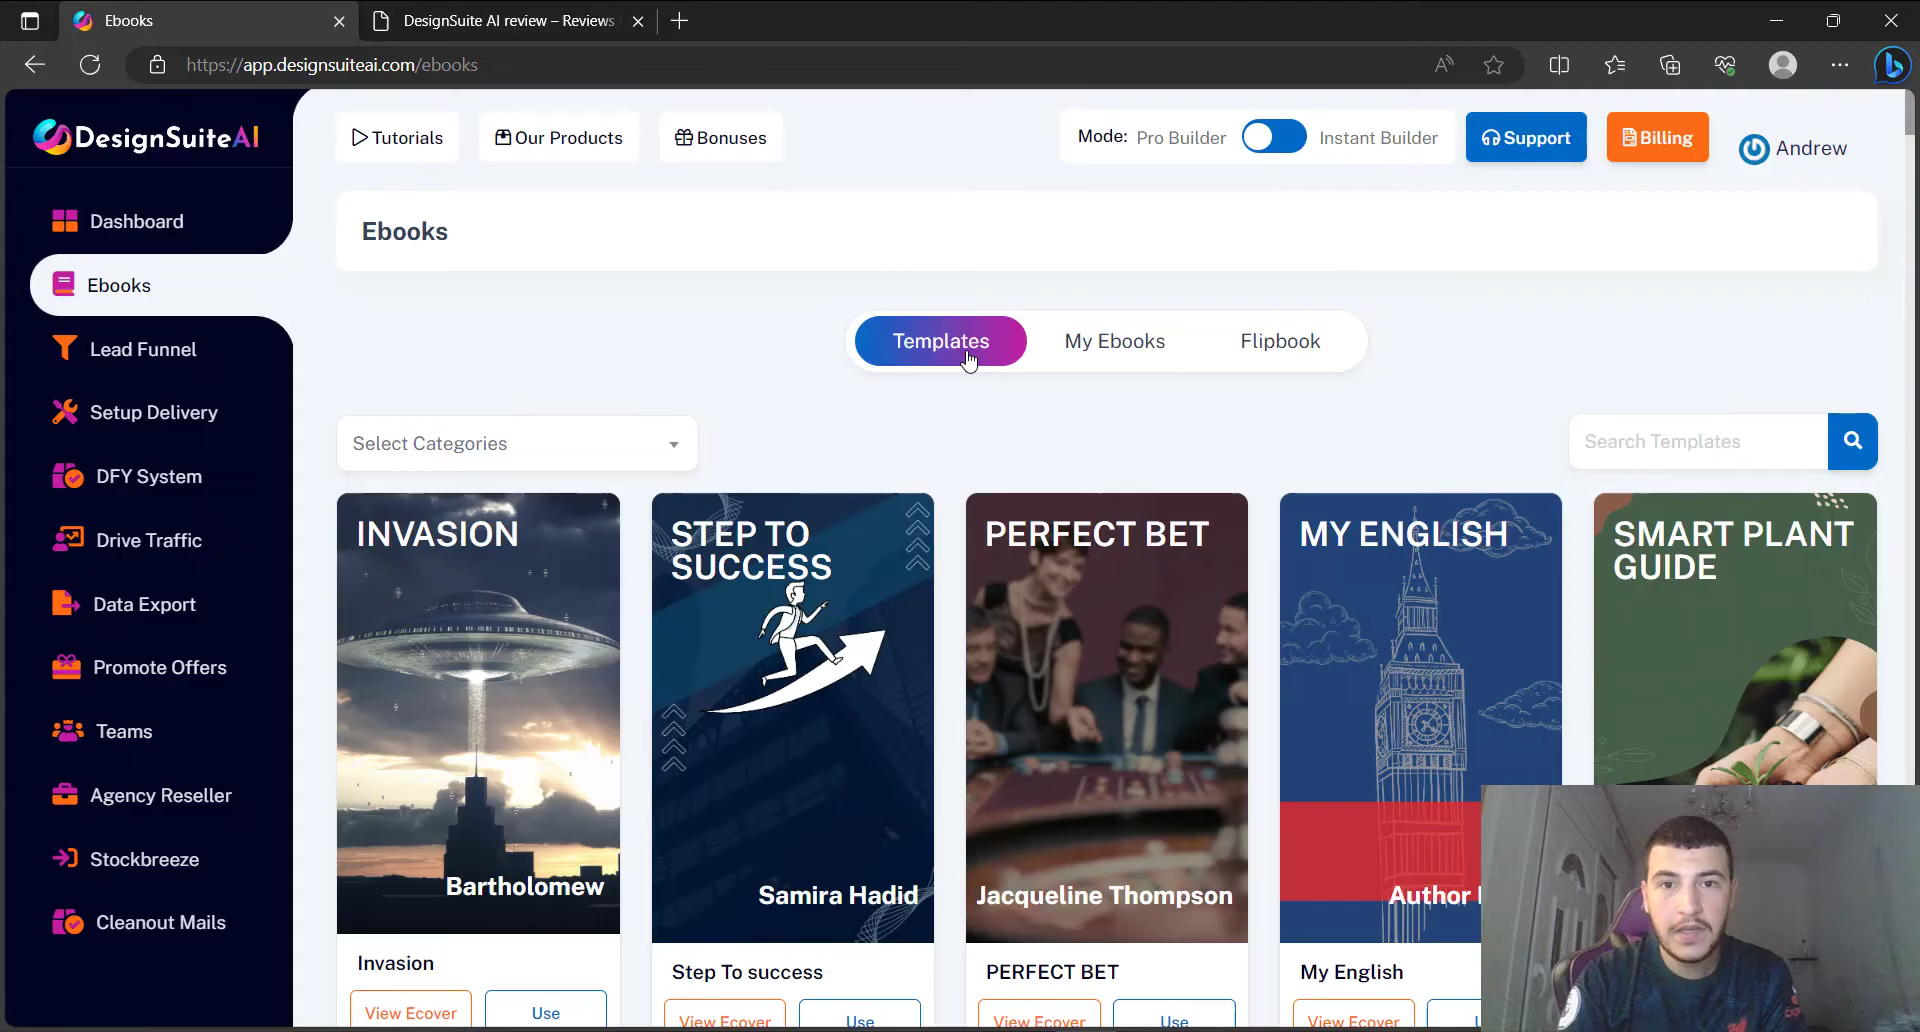 Ebooks
DesignSuite AI review – Reviews
https://app.designsuiteai.com/ebooks
DesignSuiteAI
Tutorials
Our Products
Bonuses
Mode: Pro Builder
Instant Builder
Support
Billing
Andrew
Dashboard
Ebooks
Lead Funnel
Setup Delivery
DFY System
Drive Traffic
Data Export
Promote Offers
Teams
Agency Reseller
Stockbreeze
Cleanout Mails
Ebooks
Templates
My Ebooks
Flipbook
Select Categories
Search Templates
INVASION
Bartholomew
Invasion
View Ecover
Use
STEP TO
SUCCESS
Samira Hadid
Step To success
View Ecover
Use
PERFECT BET
Jacqueline Thompson
PERFECT BET
View Ecover
Use
MY ENGLISH
Author
My English
View Ecover
SMART PLANT
GUIDE